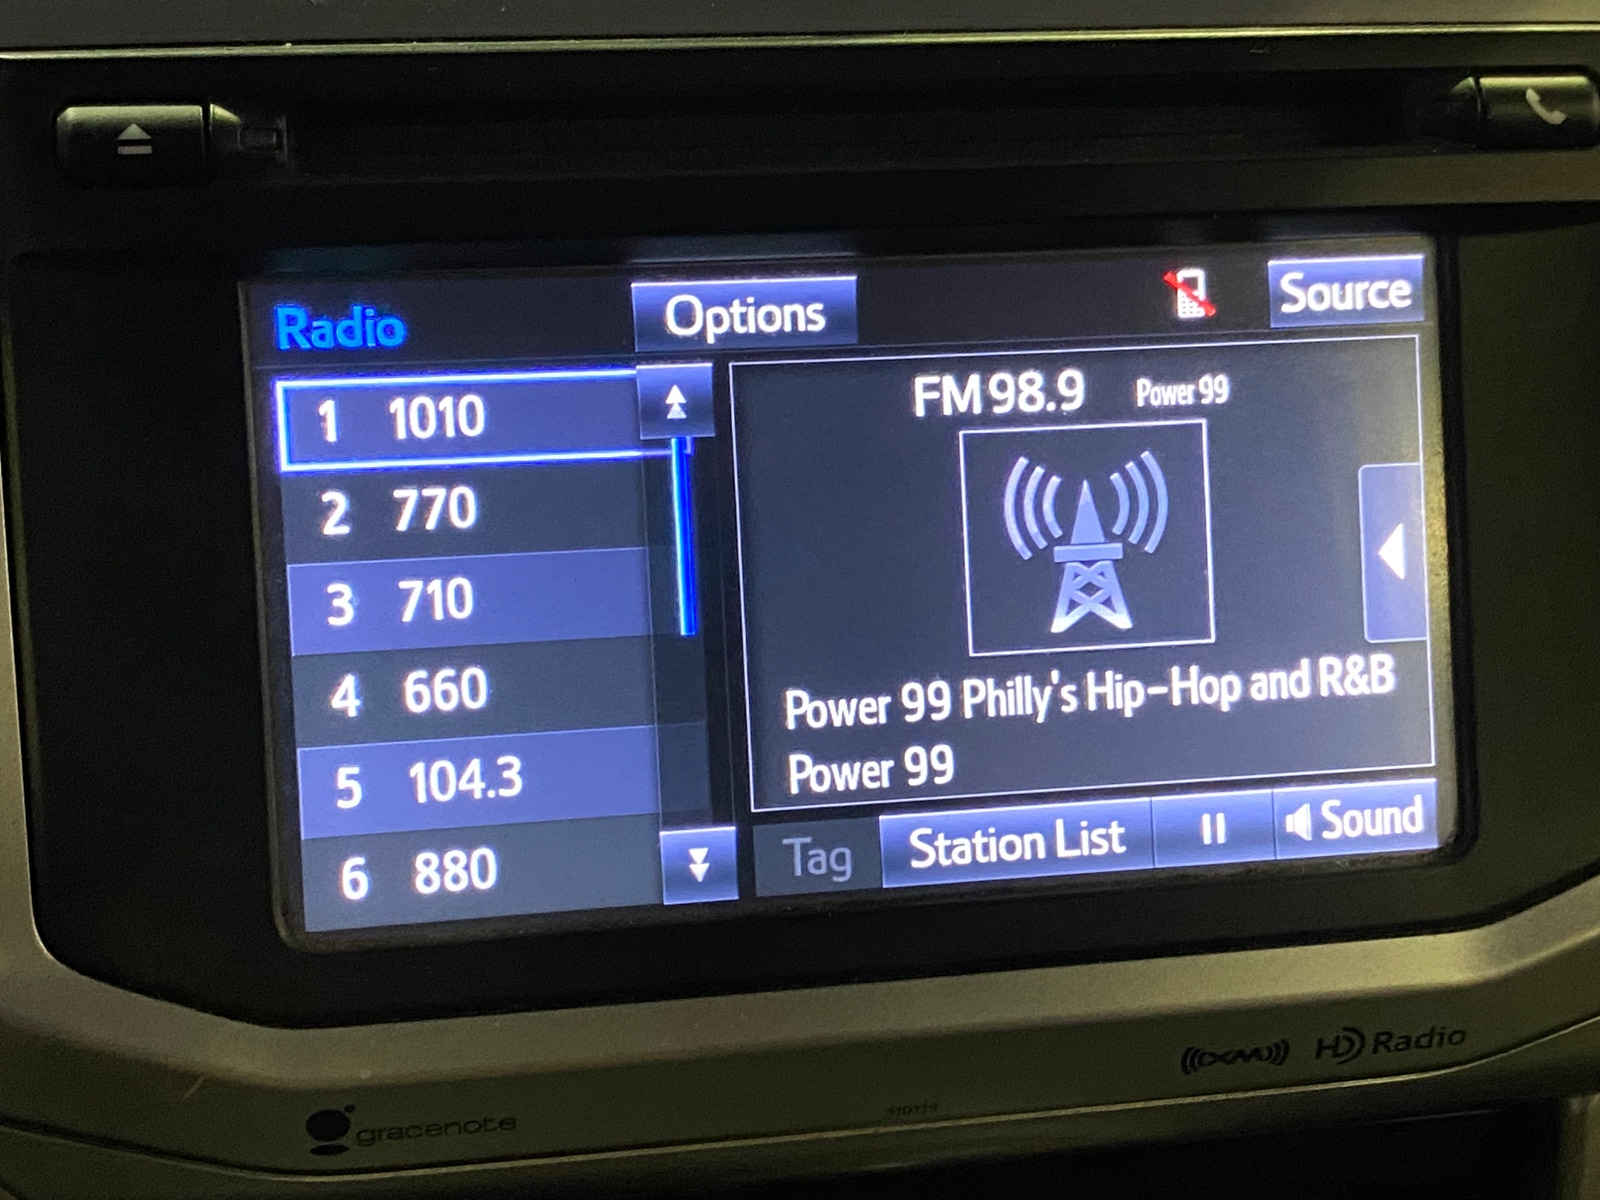 Radio
Options
Source
1 1010
2 770
3 710
4 660
5 104.3
6 880
FM 98.9 Power 99
Power 99 Philly's Hip-Hop and R&B
Power 99
Tag
Station List
Sound
gracenote
((XM))
HD Radio